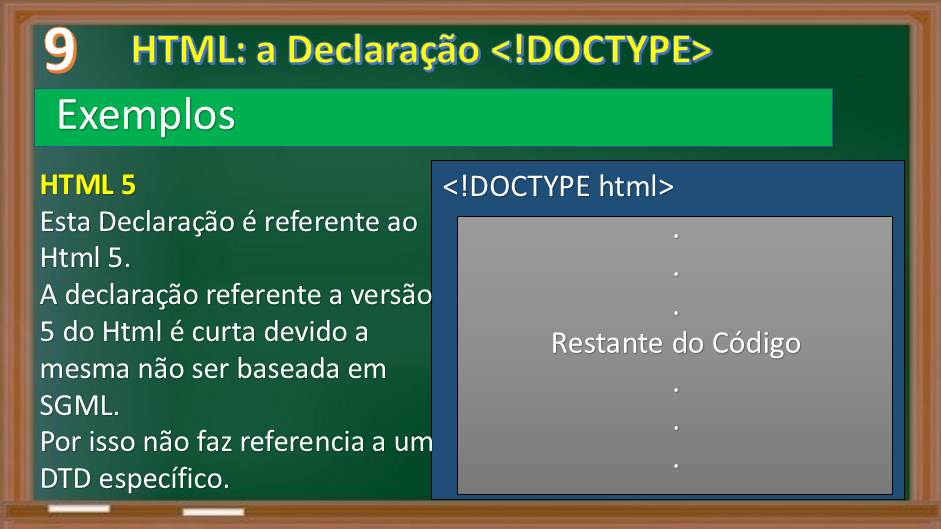 9
HTML: a Declaração <!DOCTYPE>
Exemplos
HTML 5
Esta Declaração é referente ao
Html 5.
A declaração referente a versão
5 do Html é curta devido a
mesma não ser baseada em
SGML.
Por isso não faz referencia a um
DTD específico.
<!DOCTYPE html>
.
.
.
Restante do Código
.
.
.